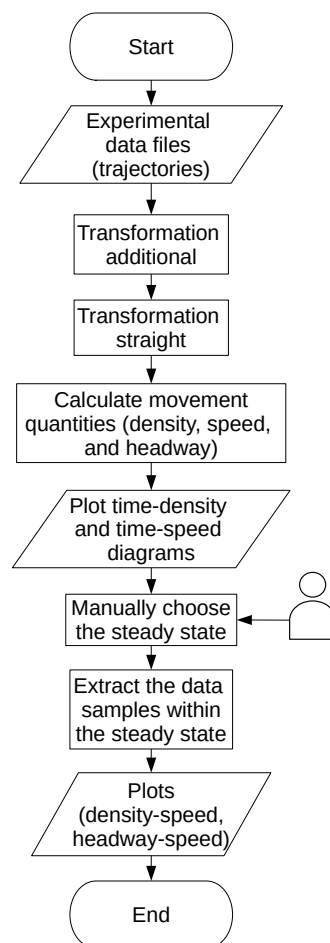 Start
Experimental
data files
(trajectories)
Transformation
additional
Transformation
straight
Calculate movement
quantities (density, speed,
and headway)
Plot time-density
and time-speed
diagrams
Manually choose
the steady state
Extract the data
samples within
the steady state
Plots
(density-speed,
headway-speed)
End